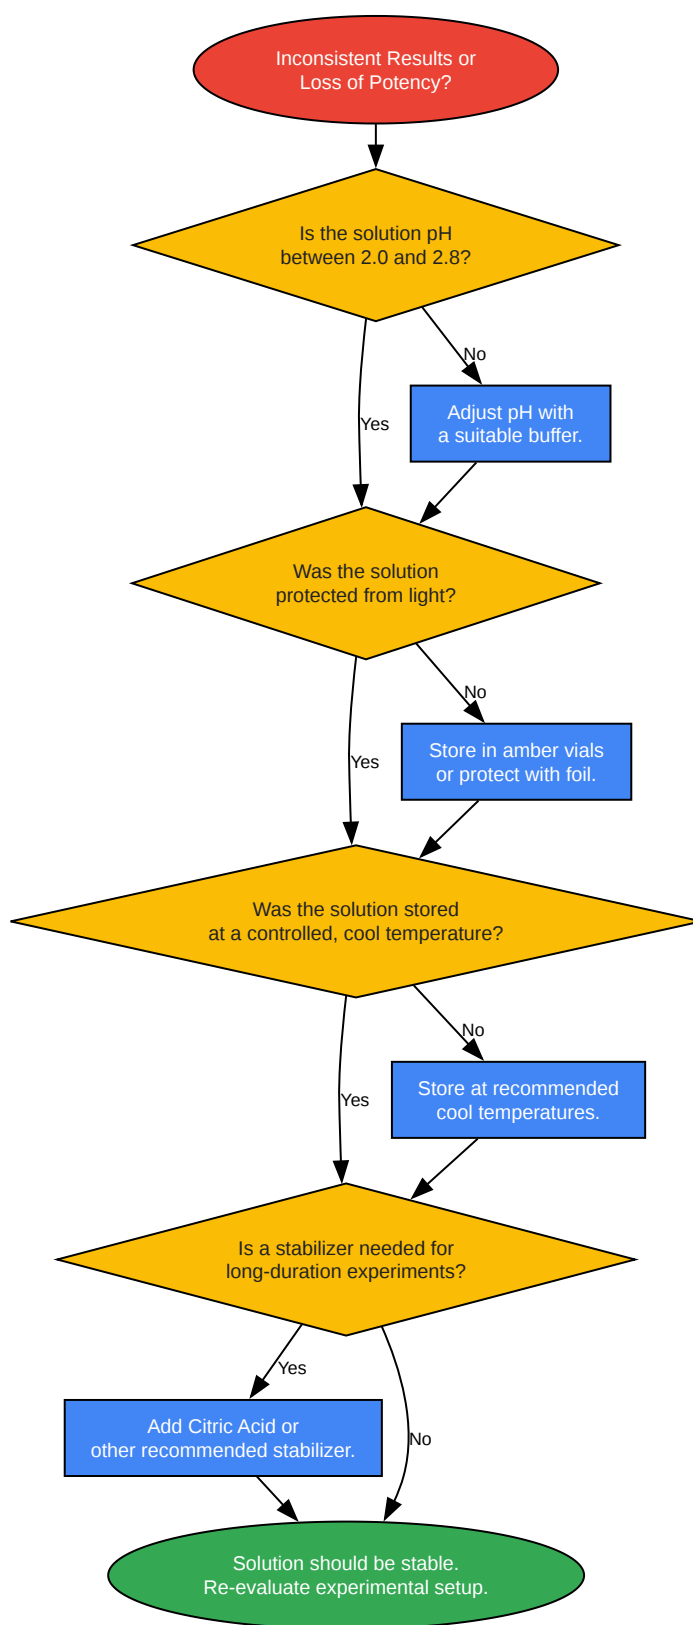 Inconsistent Results or
Loss of Potency?
Is the solution pH
between 2.0 and 2.8?
No
Yes
Adjust pH with
a suitable buffer.
Was the solution
protected from light?
No
Yes
Store in amber vials
or protect with foil.
Was the solution stored
at a controlled, cool temperature?
No
Yes
Store at recommended
cool temperatures.
Is a stabilizer needed for
long-duration experiments?
Yes
No
Add Citric Acid or
other recommended stabilizer.
Solution should be stable.
Re-evaluate experimental setup.